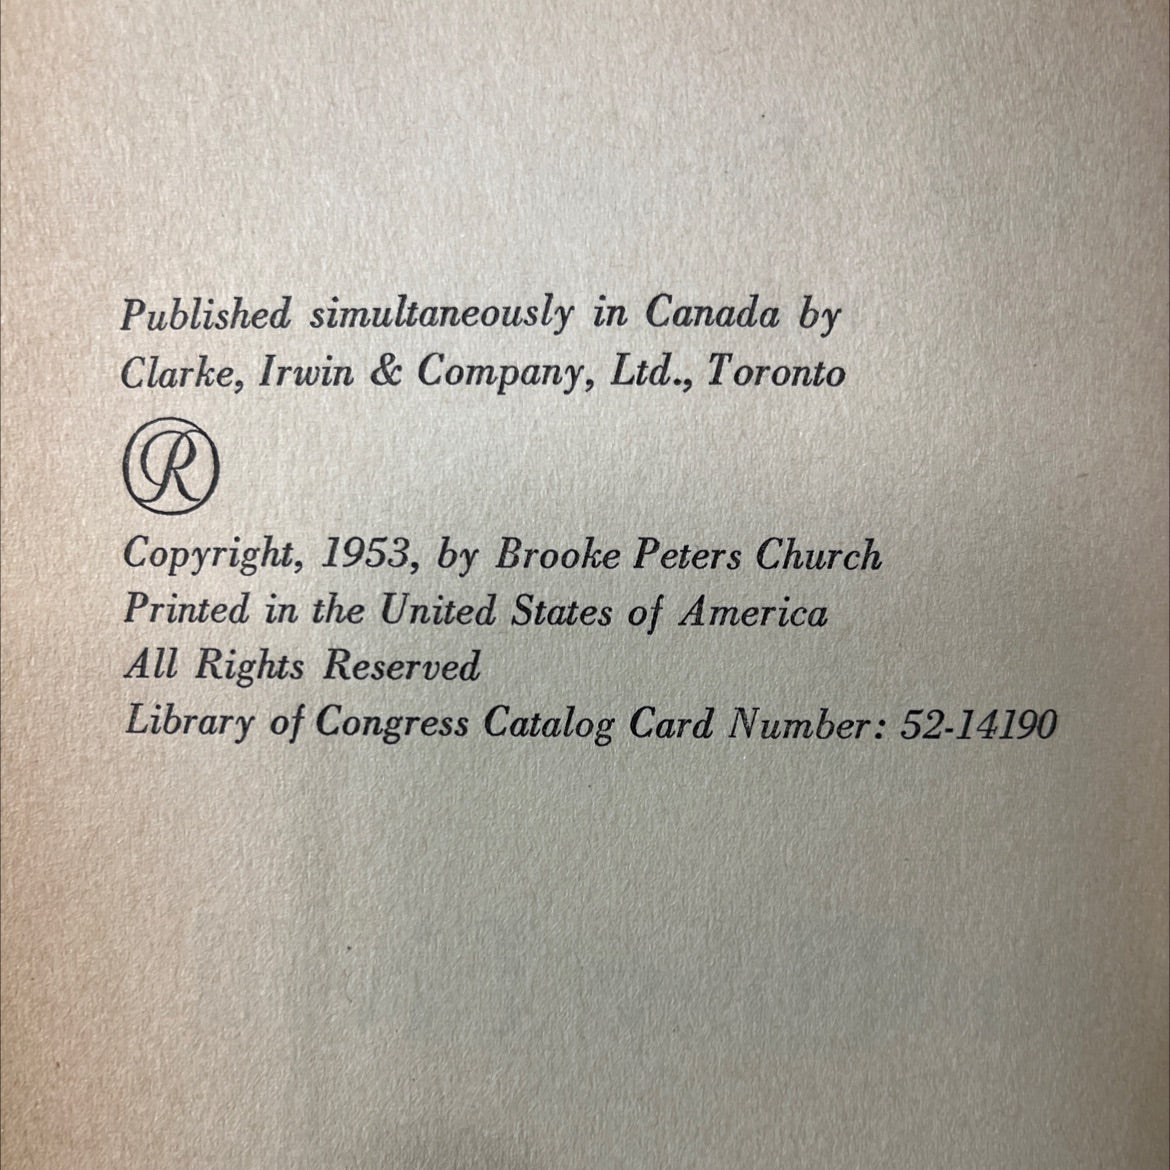 Published simultaneously in Canada by
Clarke, Irwin & Company, Ltd., Toronto
R
Copyright, 1953, by Brooke Peters Church
Printed in the United States of America
All Rights Reserved
Library of Congress Catalog Card Number: 52-14190